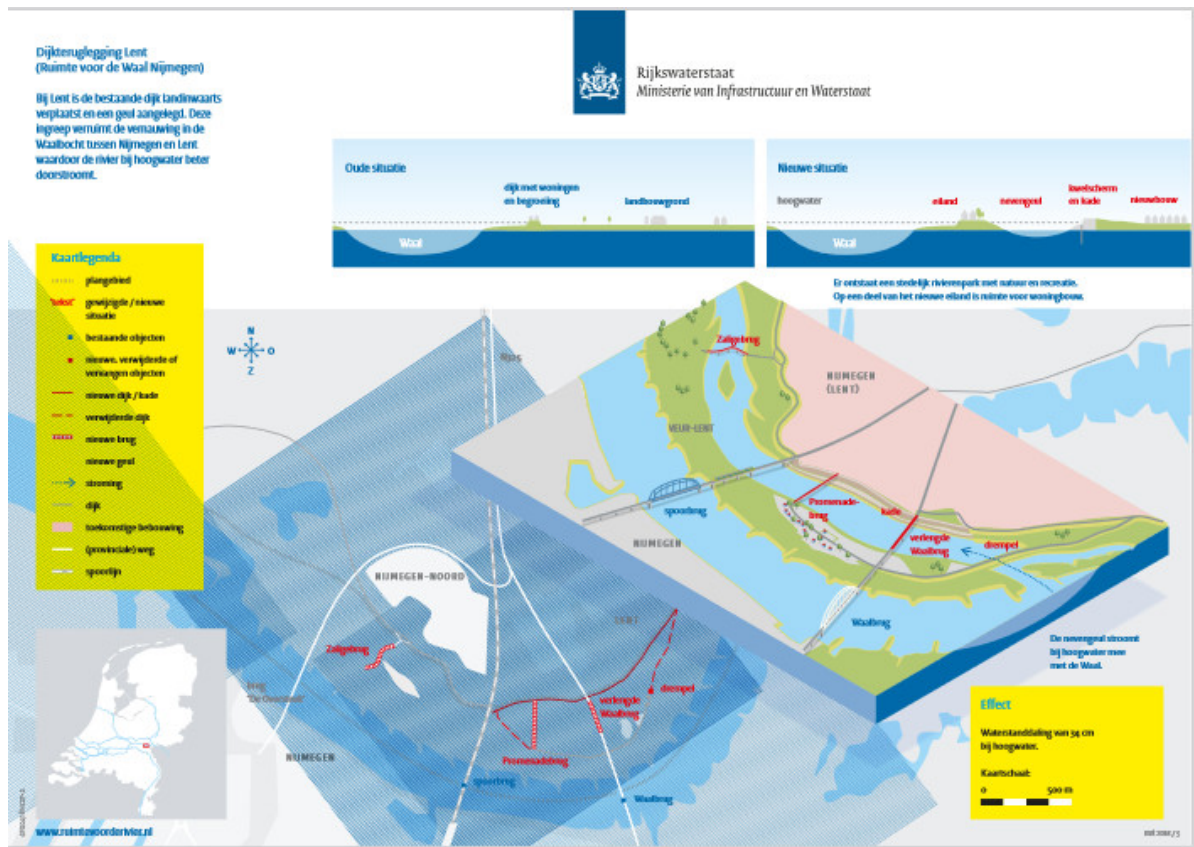 Dijkteruglegging Lent
(Ruimte voor de Waal Nijmegen)
Bij Lent is de bestaande dijk landinwaarts
verplaatst en een geul aangelegd. Deze
ingreep verruimt de vernauwing in de
Waalbocht tussen Nijmegen en Lent
waardoor de rivier bij hoogwater beter
doorstroomt.
Rijkswaterstaat
Ministerie van Infrastructuur en Waterstaat
Oude situatie
dijk met woningen
en begroeiing
landbouwgrond
Waal
Nieuwe situatie
hoogwater
eiland
nevengeul
kwelscherm
en kade
nieuwbouw
Waal
Er ontstaat een stedelijk rivierenpark met natuur en recreatie.
Op een deel van het nieuwe eiland is ruimte voor woningbouw.
Kaartlegenda
plangebied
"tekst"
gewijzigde / nieuwe
situatie
bestaande objecten
nieuwe, verwijderde of
vervangen objecten
nieuwe dijk / kade
verwijderde dijk
nieuwe brug
nieuwe geul
stroming
dijk
toekomstige bebouwing
(provinciale) weg
spoorlijn
N
W
O
Z
A325
Zaligebrug
NIJMEGEN
(LENT)
VEUR-LENT
spoorbrug
Promenade-
brug
kade
NIJMEGEN
verlengde
Waalbrug
drempel
Waalbrug
De nevengeul stroomt
bij hoogwater mee
met de Waal.
NIJMEGEN-NOORD
LENT
Zaligebrug
Brug
"De Oversteek"
drempel
verlengde
Waalbrug
Promenadebrug
NIJMEGEN
spoorbrug
Waalbrug
Effect
Waterstanddaling van 34 cm
bij hoogwater.
Kaartschaal:
0
500 m
www.ruimtevoorderivier.nl